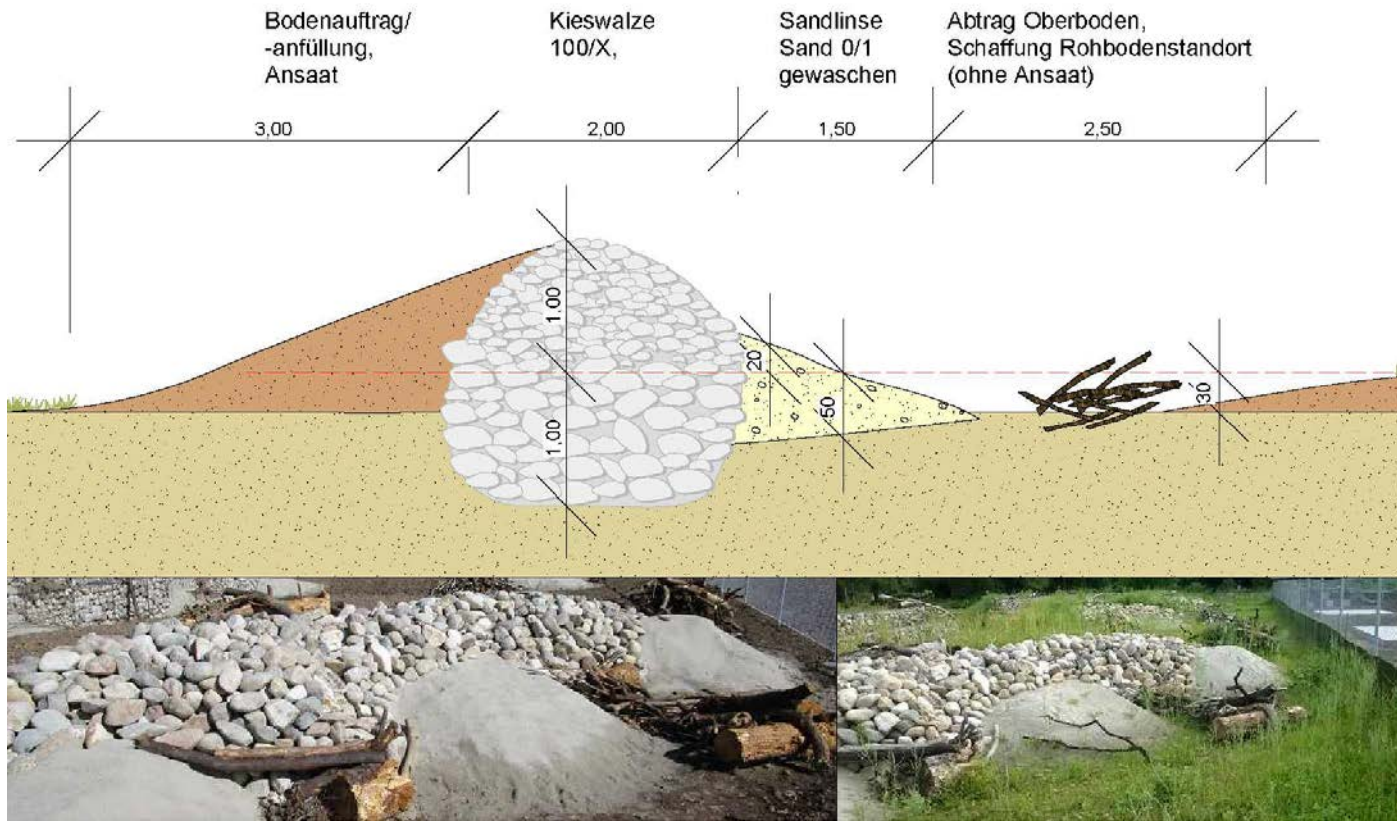 Bodenauftrag/
-anfüllung,
Ansaat
Kieswalze
100/X,
Sandlinse
Sand 0/1
gewaschen
Abtrag Oberboden,
Schaffung Rohbodenstandort
(ohne Ansaat)
3,00
2,00
1,50
2,50
1.00
1.00
20
50
30